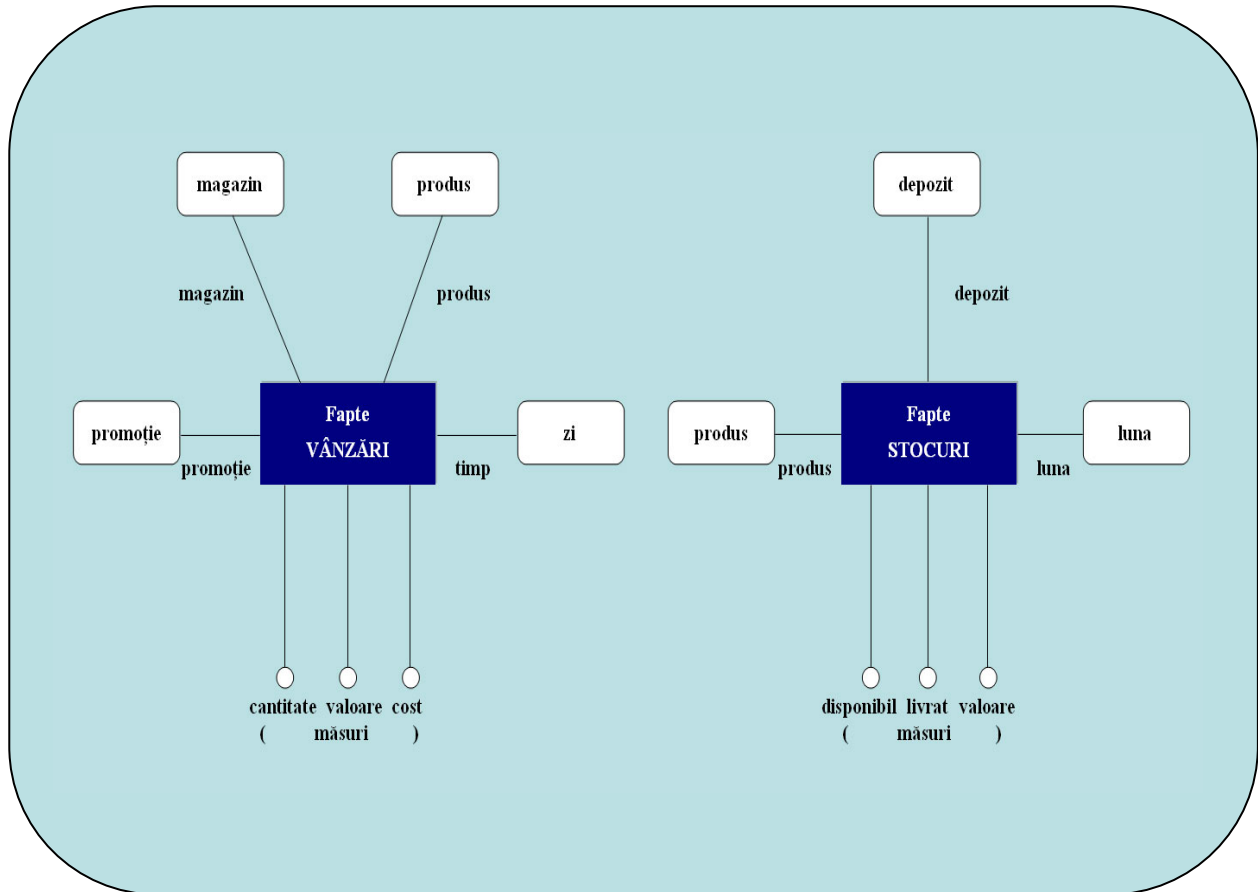 magazin
produs
magazin
produs
promoție
Fapte
VÂNZĂRI
zi
promoție
timp
cantitate valoare cost
( măsuri )
depozit
depozit
produs
Fapte
STOCURI
luna
produs
luna
disponibil livrat valoare
( măsuri )